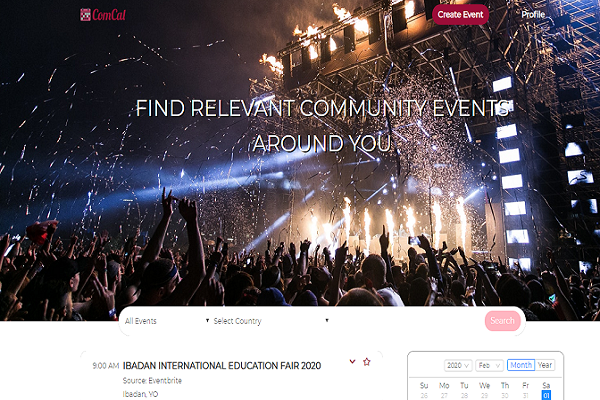 ComCal
Create Event
Profile
FIND RELEVANT COMMUNITY EVENTS
AROUND YOU
All Events
Select Country
Search
9:00 AM IBADAN INTERNATIONAL EDUCATION FAIR 2020
Source: Eventbrite
Ibadan, YO
2020 Feb Month Year
Su Mo Tu We Th Fr Sa
26 27 28 29 30 31 01